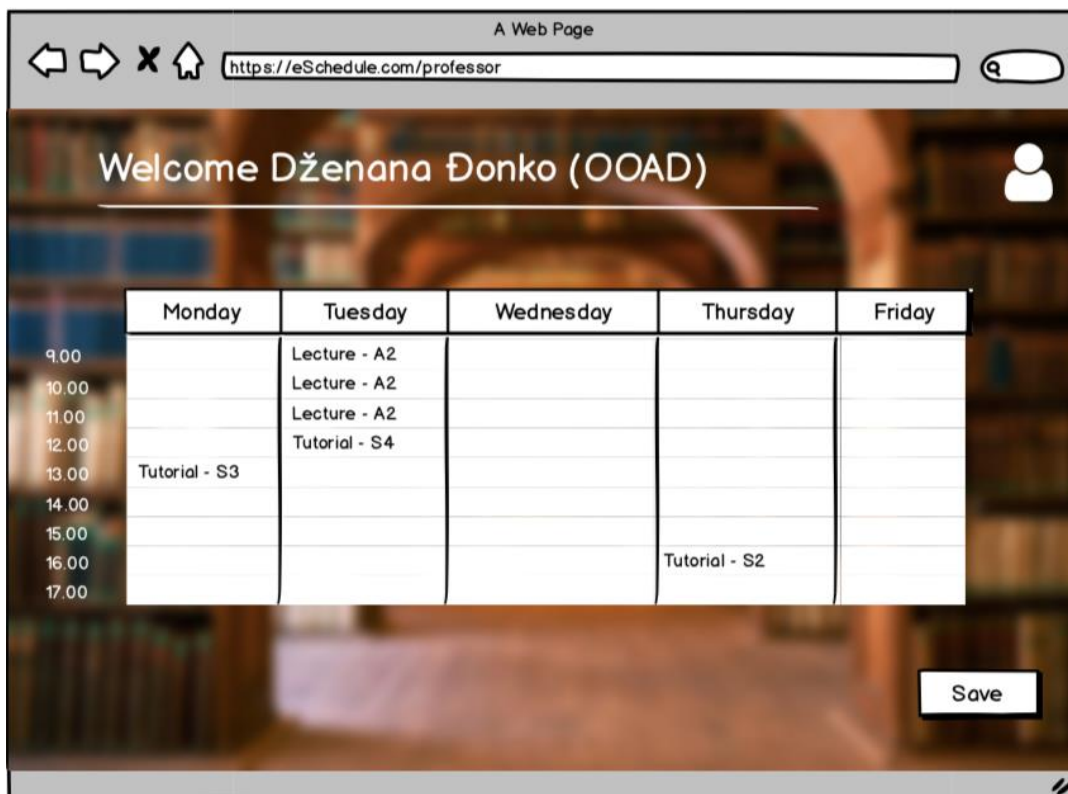 A Web Page
https://eSchedule.com/professor
Welcome Dženana Đonko (OOAD)
Monday Tuesday Wednesday Thursday Friday
9.00 Lecture - A2
10.00 Lecture - A2
11.00 Lecture - A2
12.00 Tutorial - S4
13.00 Tutorial - S3
14.00
15.00
16.00 Tutorial - S2
17.00
Save